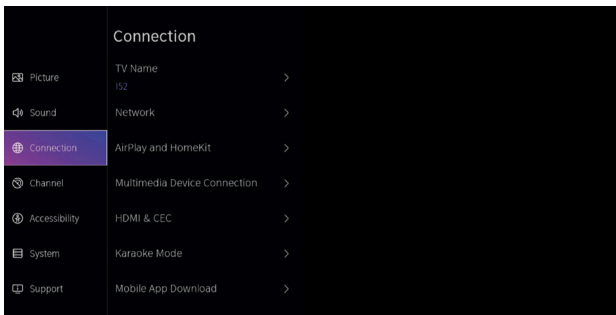 Connection
Picture
Sound
Connection
Channel
Accessibility
System
Support
TV Name
152
Network
AirPlay and HomeKit
Multimedia Device Connection
HDMI & CEC
Karaoke Mode
Mobile App Download